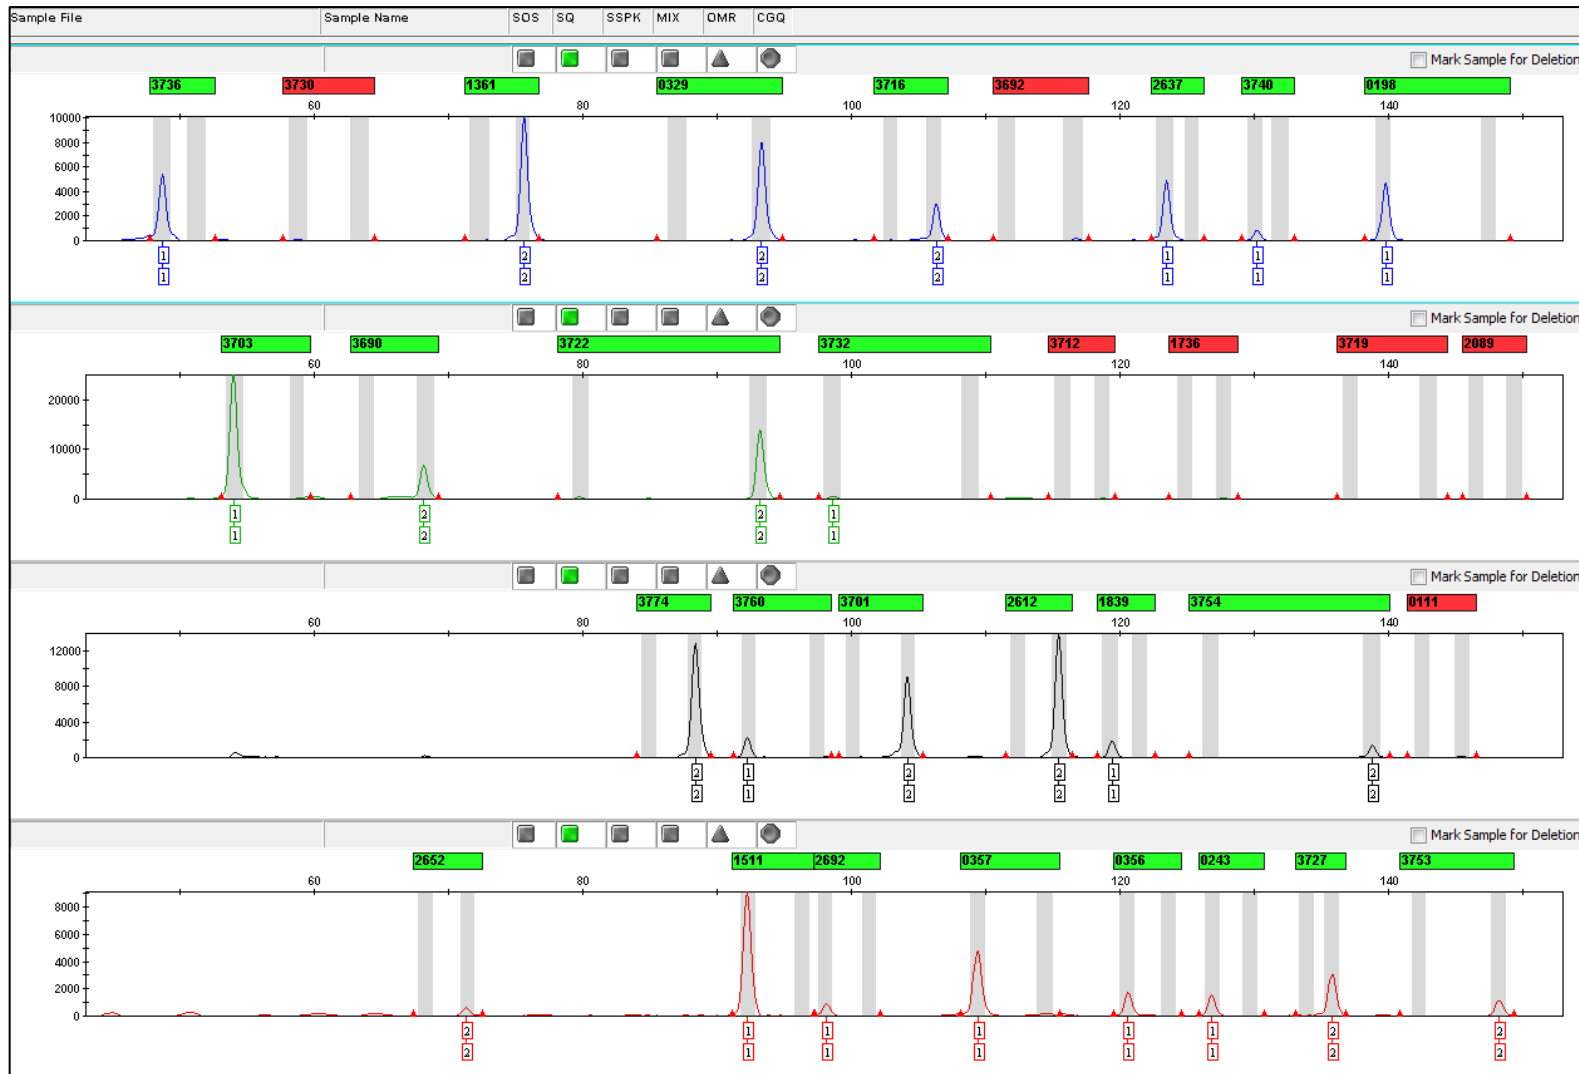 Sample File Sample Name SOS SQ SSPK MIX OMR CGQ
Mark Sample for Deletion
3736 3730 1361 0329 3716 3692 2637 3740 0198
60 80 100 120 140
10000
8000
6000
4000
2000
0
1 2 2 2 1 1 1
1 2 2 2 1 1 1
Mark Sample for Deletion
3703 3690 3722 3732 3712 1736 3719 2089
60 80 100 120 140
20000
10000
0
1 2 2 1
1 2 2 1
Mark Sample for Deletion
3774 3760 3701 2612 1839 3754 0111
60 80 100 120 140
12000
8000
4000
0
2 1 2 2 1 2
2 1 2 2 1 2
Mark Sample for Deletion
2652 1511 2692 0357 0356 0243 3727 3753
60 80 100 120 140
8000
6000
4000
2000
0
2 1 1 1 1 1 2 2
2 1 1 1 1 1 2 2